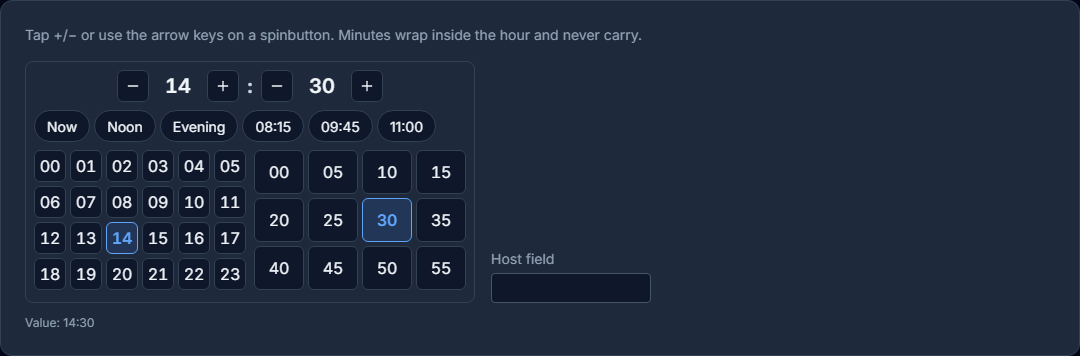 Tap +/− or use the arrow keys on a spinbutton. Minutes wrap inside the hour and never carry.
− 14 + : − 30 +
Now Noon Evening 08:15 09:45 11:00
00 01 02 03 04 05
06 07 08 09 10 11
12 13 14 15 16 17
18 19 20 21 22 23
00 05 10 15
20 25 30 35
40 45 50 55
Host field
Value: 14:30